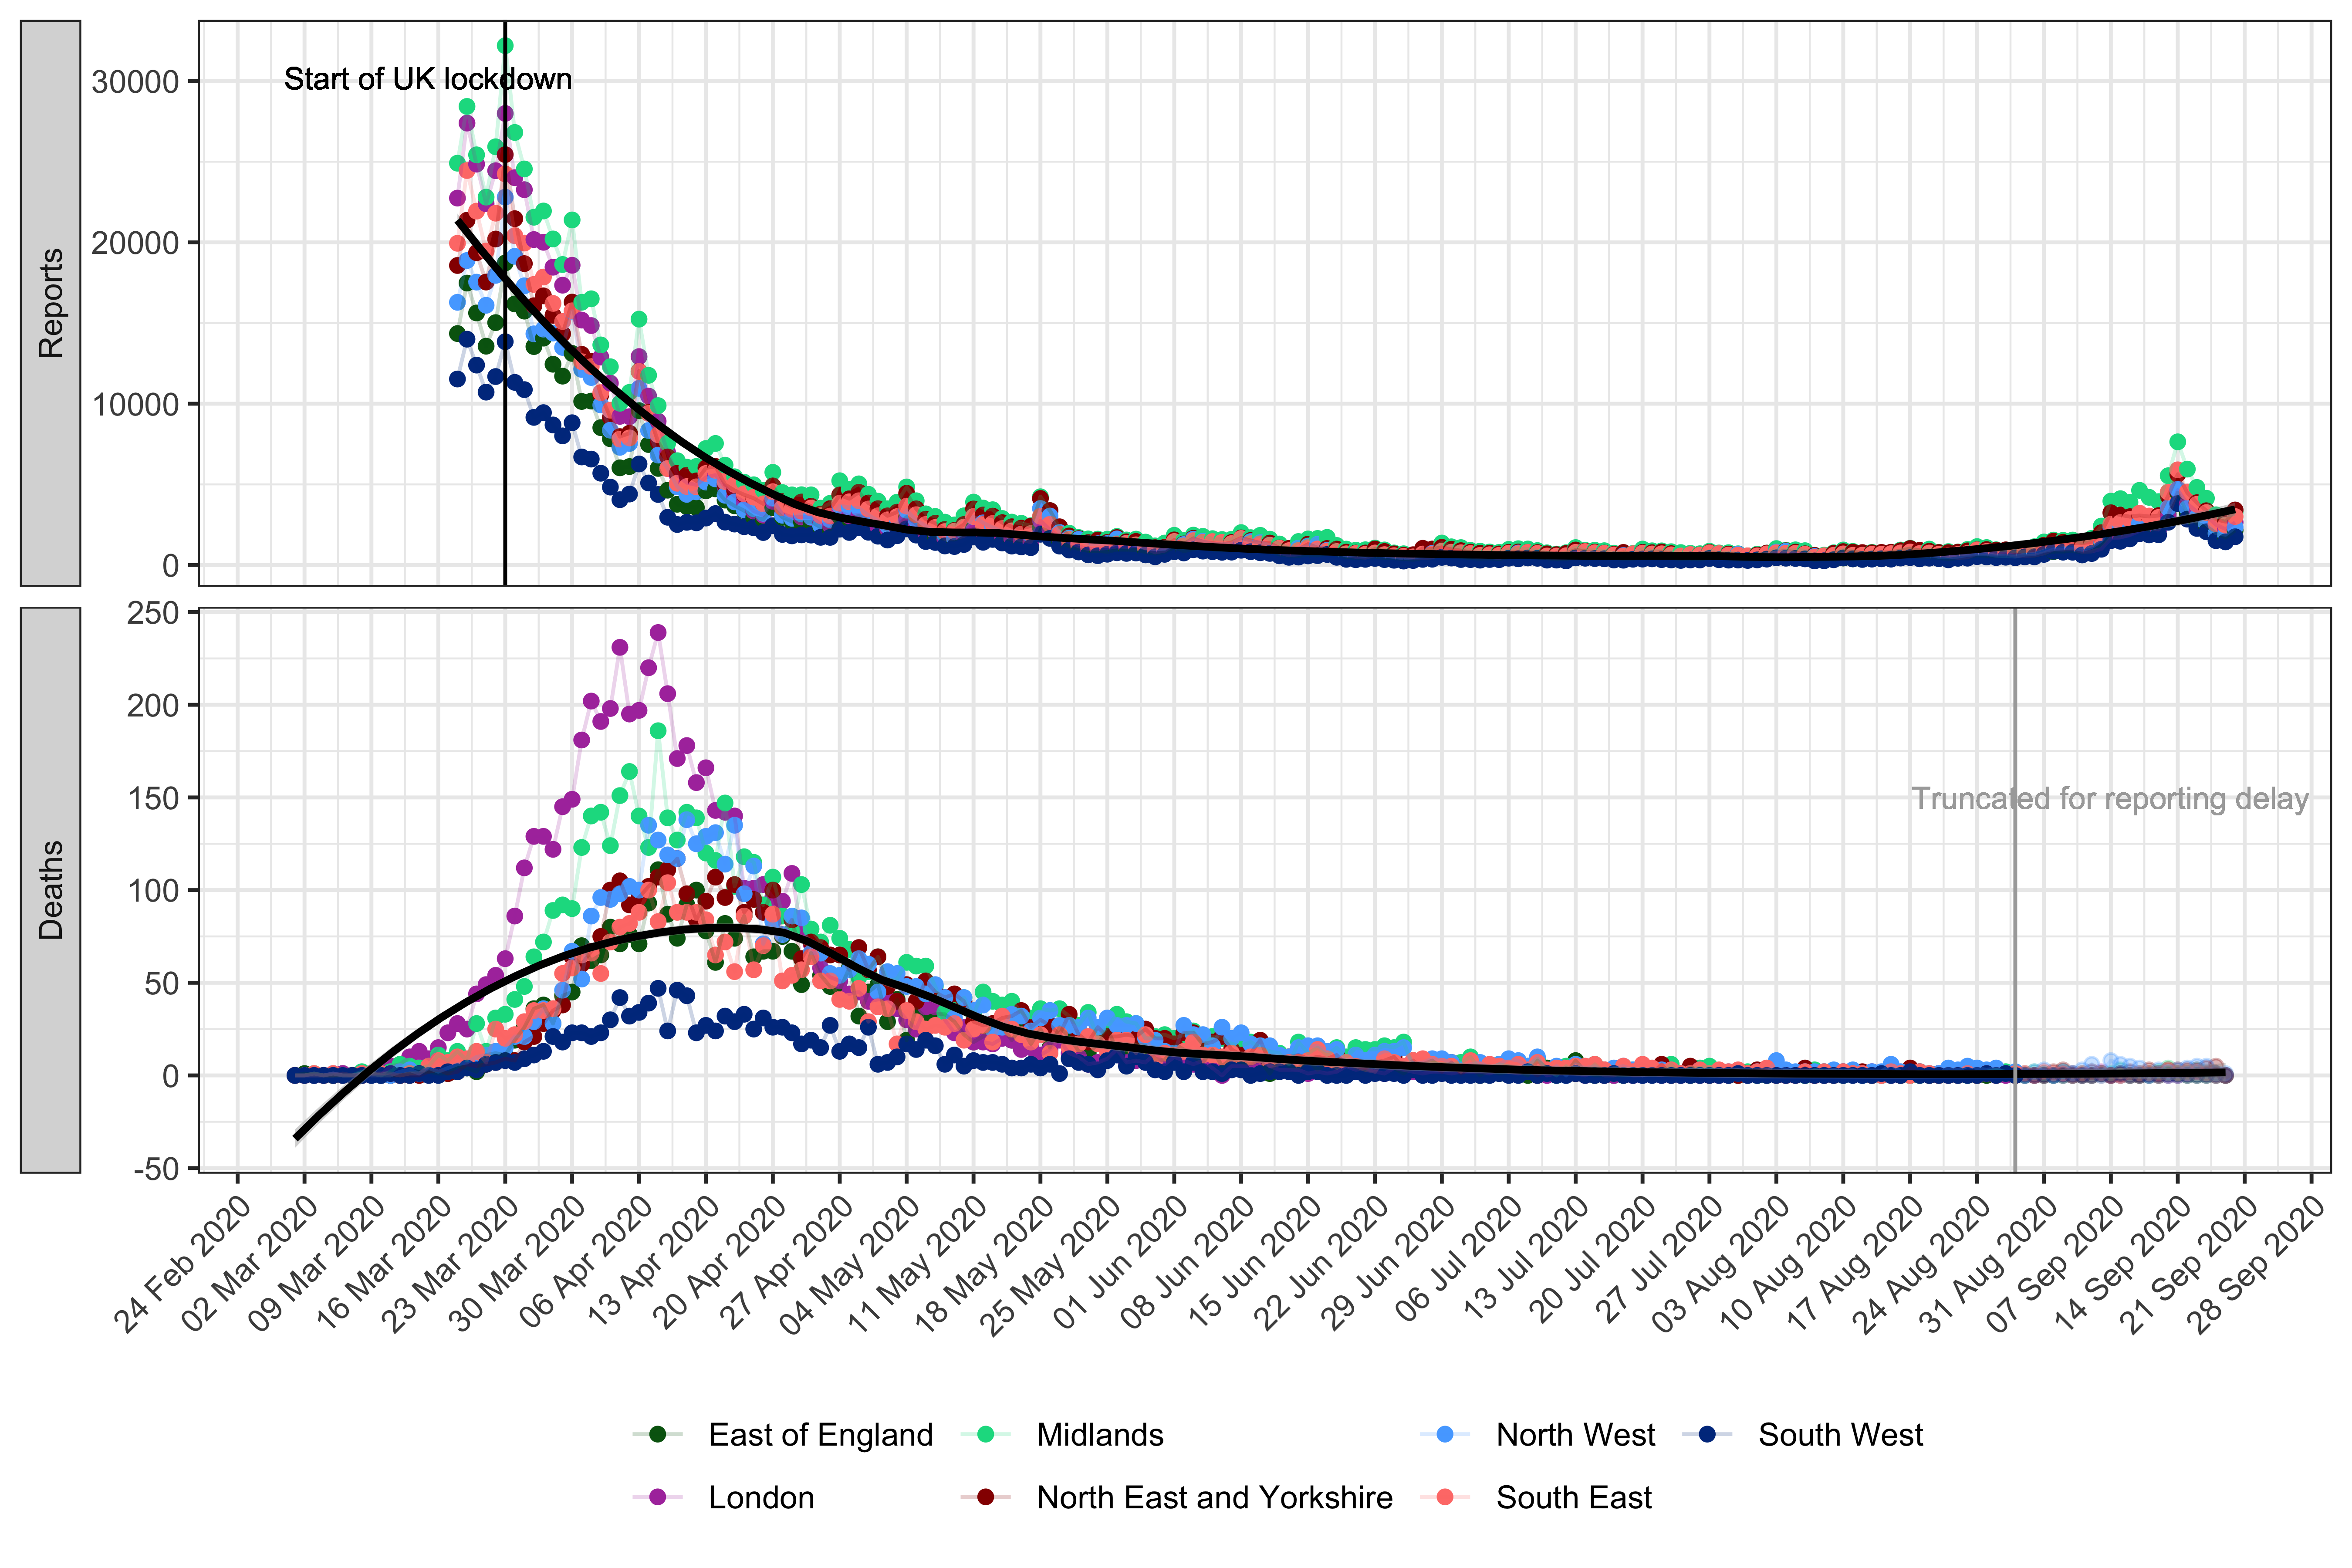 Reports
30000
20000
10000
0
Start of UK lockdown
Deaths
250
200
150
100
50
0
-50
Truncated for reporting delay
24 Feb 2020
02 Mar 2020
09 Mar 2020
16 Mar 2020
23 Mar 2020
30 Mar 2020
06 Apr 2020
13 Apr 2020
20 Apr 2020
27 Apr 2020
04 May 2020
11 May 2020
18 May 2020
25 May 2020
01 Jun 2020
08 Jun 2020
15 Jun 2020
22 Jun 2020
29 Jun 2020
06 Jul 2020
13 Jul 2020
20 Jul 2020
27 Jul 2020
03 Aug 2020
10 Aug 2020
17 Aug 2020
24 Aug 2020
31 Aug 2020
07 Sep 2020
14 Sep 2020
21 Sep 2020
28 Sep 2020
East of England
Midlands
North West
South West
London
North East and Yorkshire
South East